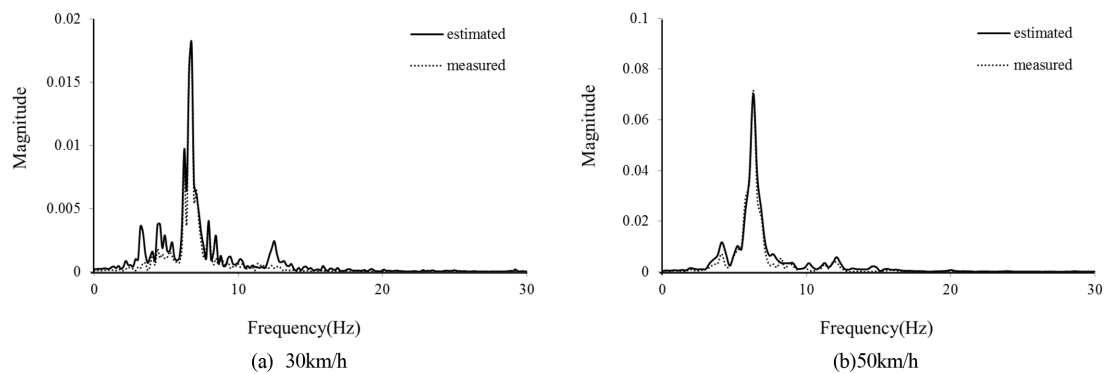 0.02
0.015
0.01
0.005
0
Magnitude
estimated
measured
0
10
20
30
Frequency(Hz)
(a) 30km/h
0.1
0.08
0.06
0.04
0.02
0
Magnitude
estimated
measured
0
10
20
30
Frequency(Hz)
(b)50km/h